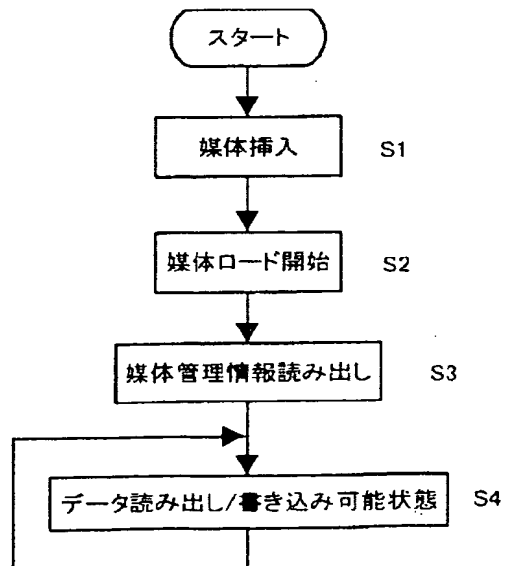 スタート
媒体挿入 S1
媒体ロード開始 S2
媒体管理情報読み出し S3
データ読み出し/書き込み可能状態 S4